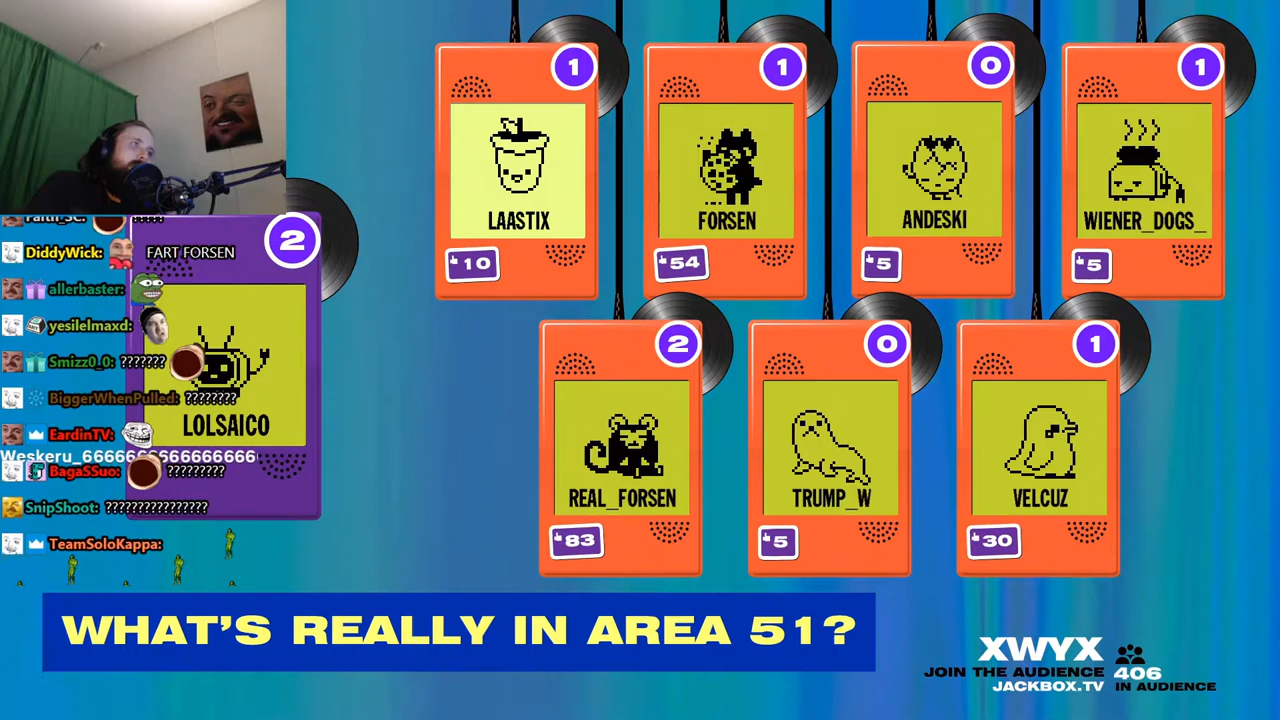 Faith_SC: ?????
DiddyWick: FART FORSEN
allerbaster:
yesilelmaxd:
Smizz0_0: ???????
BiggerWhenPulled: ????????
EardinTV:
Weskeru_6666666666666666
BagaSSuo: ?????????
SnipShoot: ????????????????
TeamSoloKappa:
2
LOLSAICO
1
LAASTIX
10
1
FORSEN
54
0
ANDESKI
5
1
WIENER_DOGS_
5
2
REAL_FORSEN
83
0
TRUMP_W
5
1
VELCUZ
30
WHAT'S REALLY IN AREA 51?
XWYX
JOIN THE AUDIENCE 406
JACKBOX.TV IN AUDIENCE